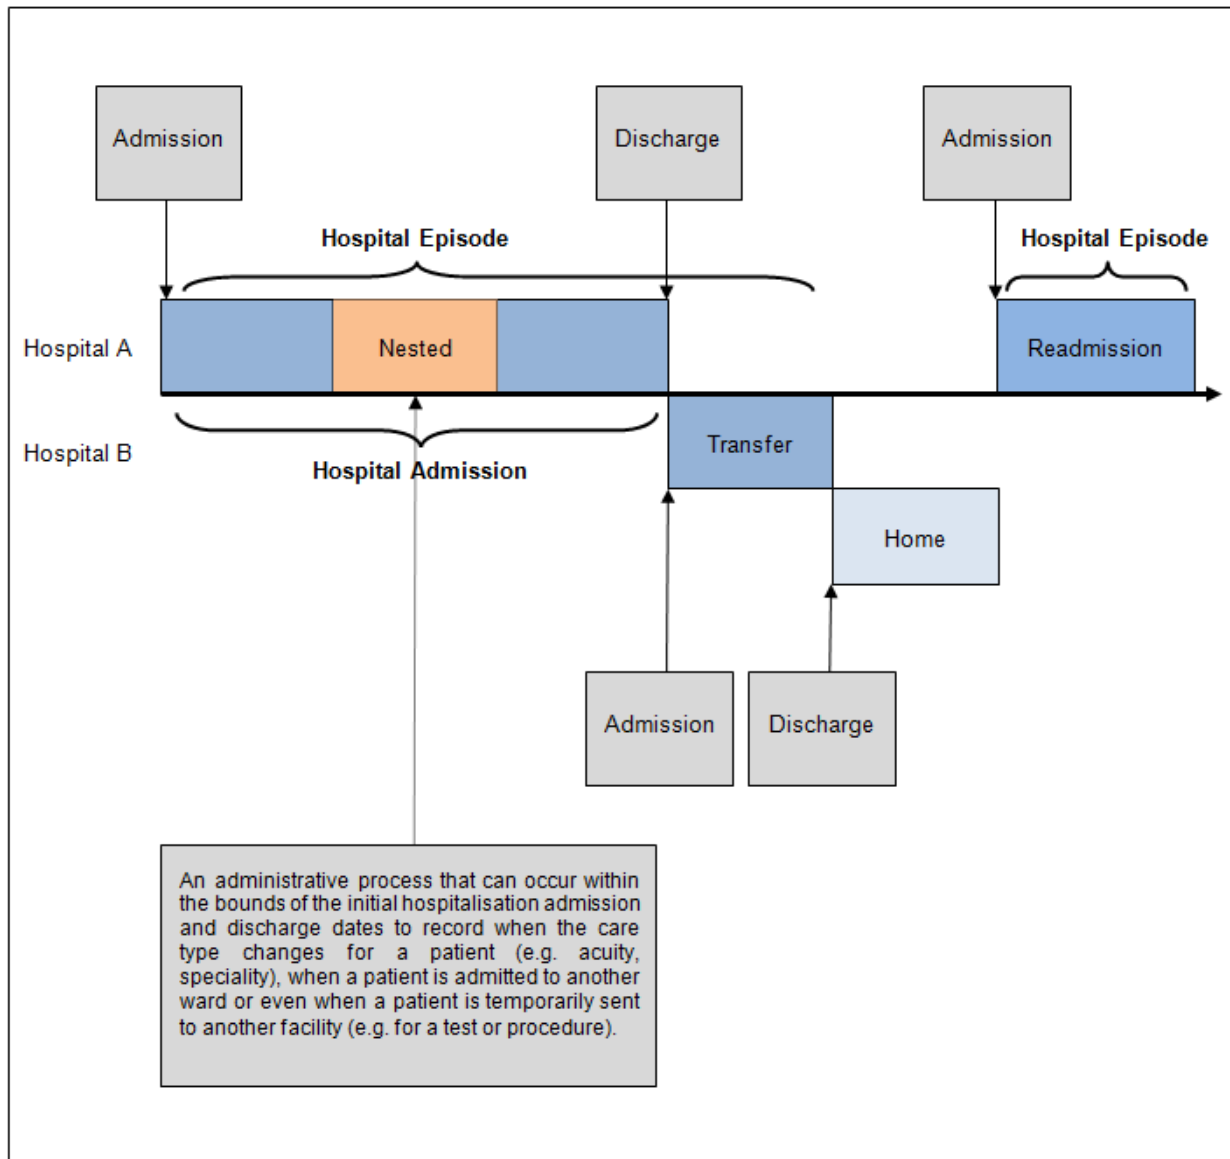 Admission
Discharge
Admission
Hospital Episode
Hospital Episode
Hospital A
Nested
Readmission
Hospital B
Transfer
Hospital Admission
Home
Admission
Discharge
An administrative process that can occur within
the bounds of the initial hospitalisation admission
and discharge dates to record when the care
type changes for a patient (e.g. acuity,
speciality), when a patient is admitted to another
ward or even when a patient is temporarily sent
to another facility (e.g. for a test or procedure).